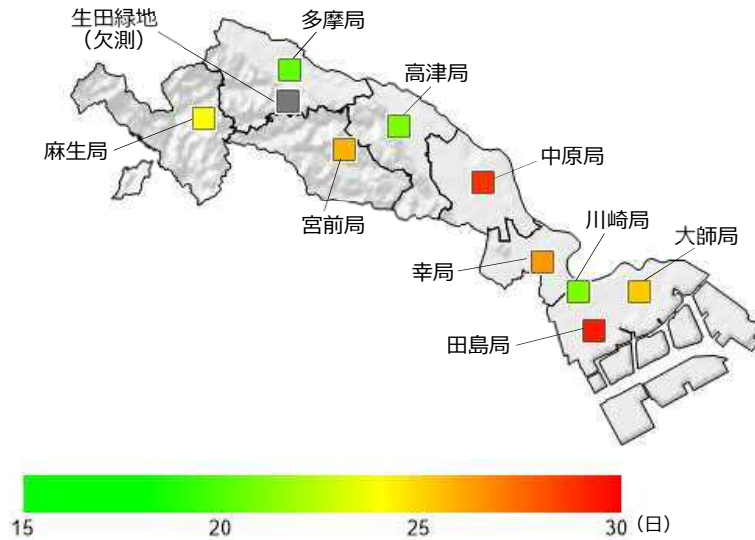 生田緑地
（欠測）
多摩局
高津局
麻生局
中原局
宮前局
川崎局
大師局
幸局
田島局
15 20 25 30（日）